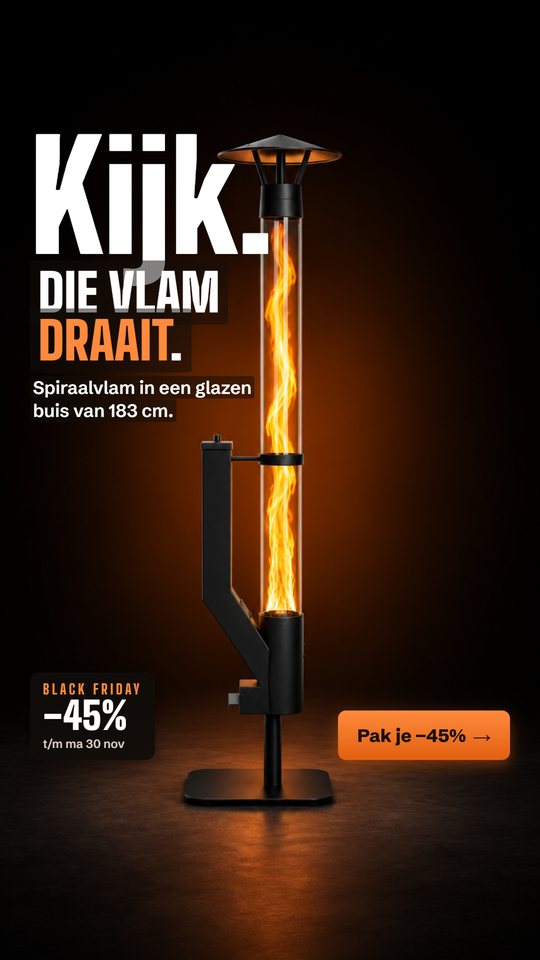 Kijk.
DIE VLAM
DRAAIT.
Spiraalvlam in een glazen
buis van 183 cm.
BLACK FRIDAY
–45%
t/m ma 30 nov
Pak je –45% →